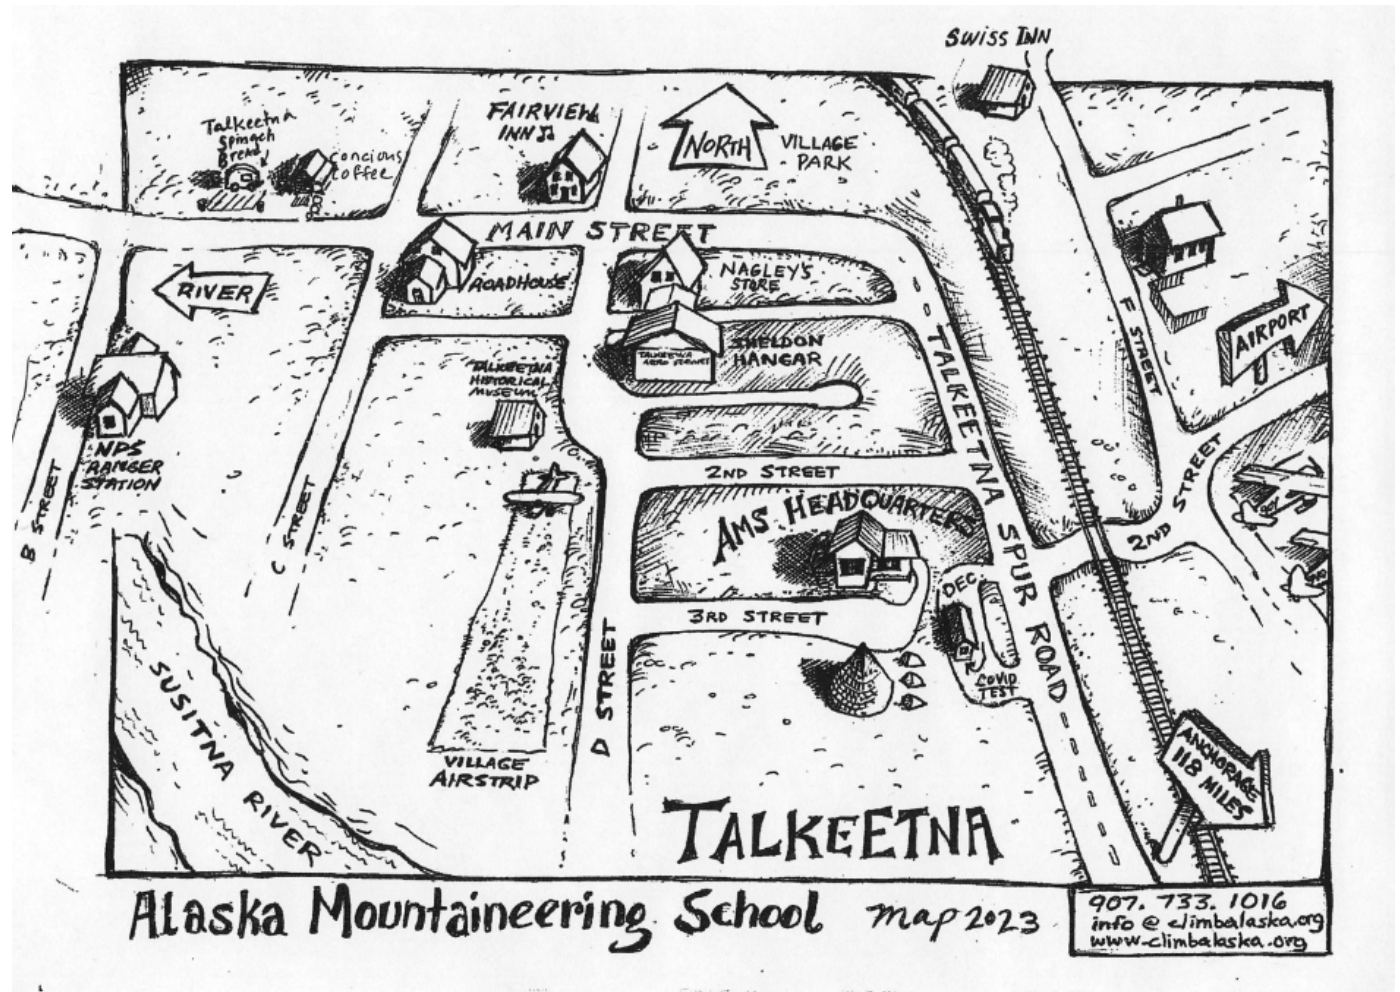 SWISS INN
Talkeetna
Spinach
Bread
Concious
Coffee
FAIRVIEW
INN
NORTH
VILLAGE
PARK
MAIN STREET
RIVER
ROADHOUSE
NAGLEY'S
STORE
F STREET
AIRPORT
TALKEETNA SPUR ROAD
SHELDON
HANGAR
TALKEETNA
AERO SERVICE
TALKEETNA
HISTORICAL
MUSEUM
NPS
RANGER
STATION
B STREET
C STREET
2ND STREET
2ND STREET
AMS HEADQUARTERS
3RD STREET
DEC.
COVID
TEST
D STREET
SUSITNA RIVER
VILLAGE
AIRSTRIP
ANCHORAGE
118 MILES
TALKEETNA
Alaska Mountaineering School map 2023
907. 733. 1016
info @ climbalaska.org
www.climbalaska.org